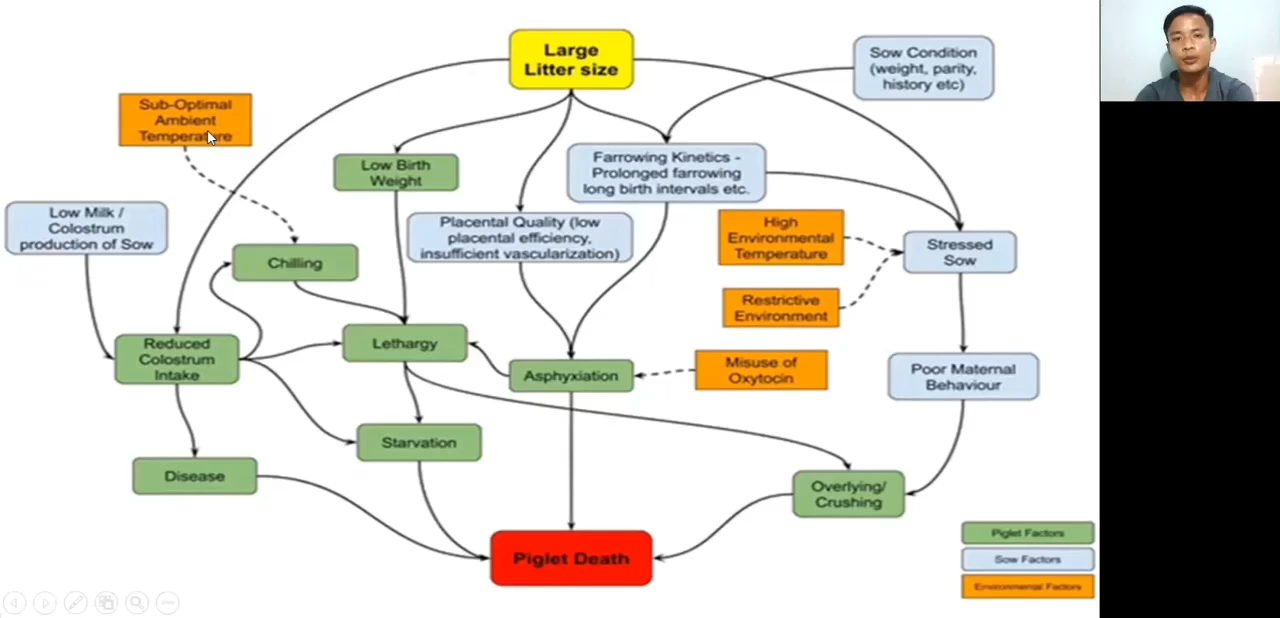 Large
Litter size
Sow Condition
(weight, parity,
history etc)
Sub-Optimal
Ambient
Temperature
Low Birth
Weight
Farrowing Kinetics -
Prolonged farrowing
long birth intervals etc.
Low Milk /
Colostrum
production of Sow
Placental Quality (low
placental efficiency,
insufficient vascularization)
High
Environmental
Temperature
Stressed
Sow
Chilling
Restrictive
Environment
Reduced
Colostrum
Intake
Lethargy
Asphyxiation
Misuse of
Oxytocin
Poor Maternal
Behaviour
Starvation
Disease
Overlying/
Crushing
Piglet Death
Piglet Factors
Sow Factors
Environmental Factors